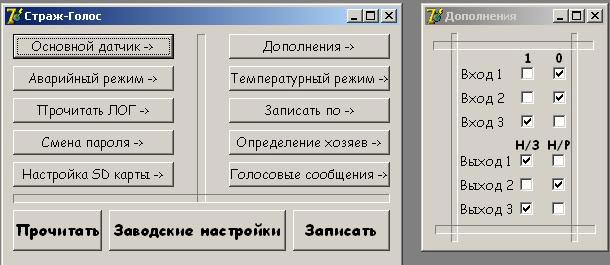 Страж-Голос
Основной датчик ->
Дополнения ->
Аварийный режим ->
Температурный режим ->
Прочитать ЛОГ ->
Записать по ->
Смена пароля ->
Определение хозяев ->
Настройка SD карты ->
Голосовые сообщения ->
Прочитать
Заводские настройки
Записать
Дополнения
1 0
Вход 1
Вход 2
Вход 3
Н/З Н/Р
Выход 1
Выход 2
Выход 3